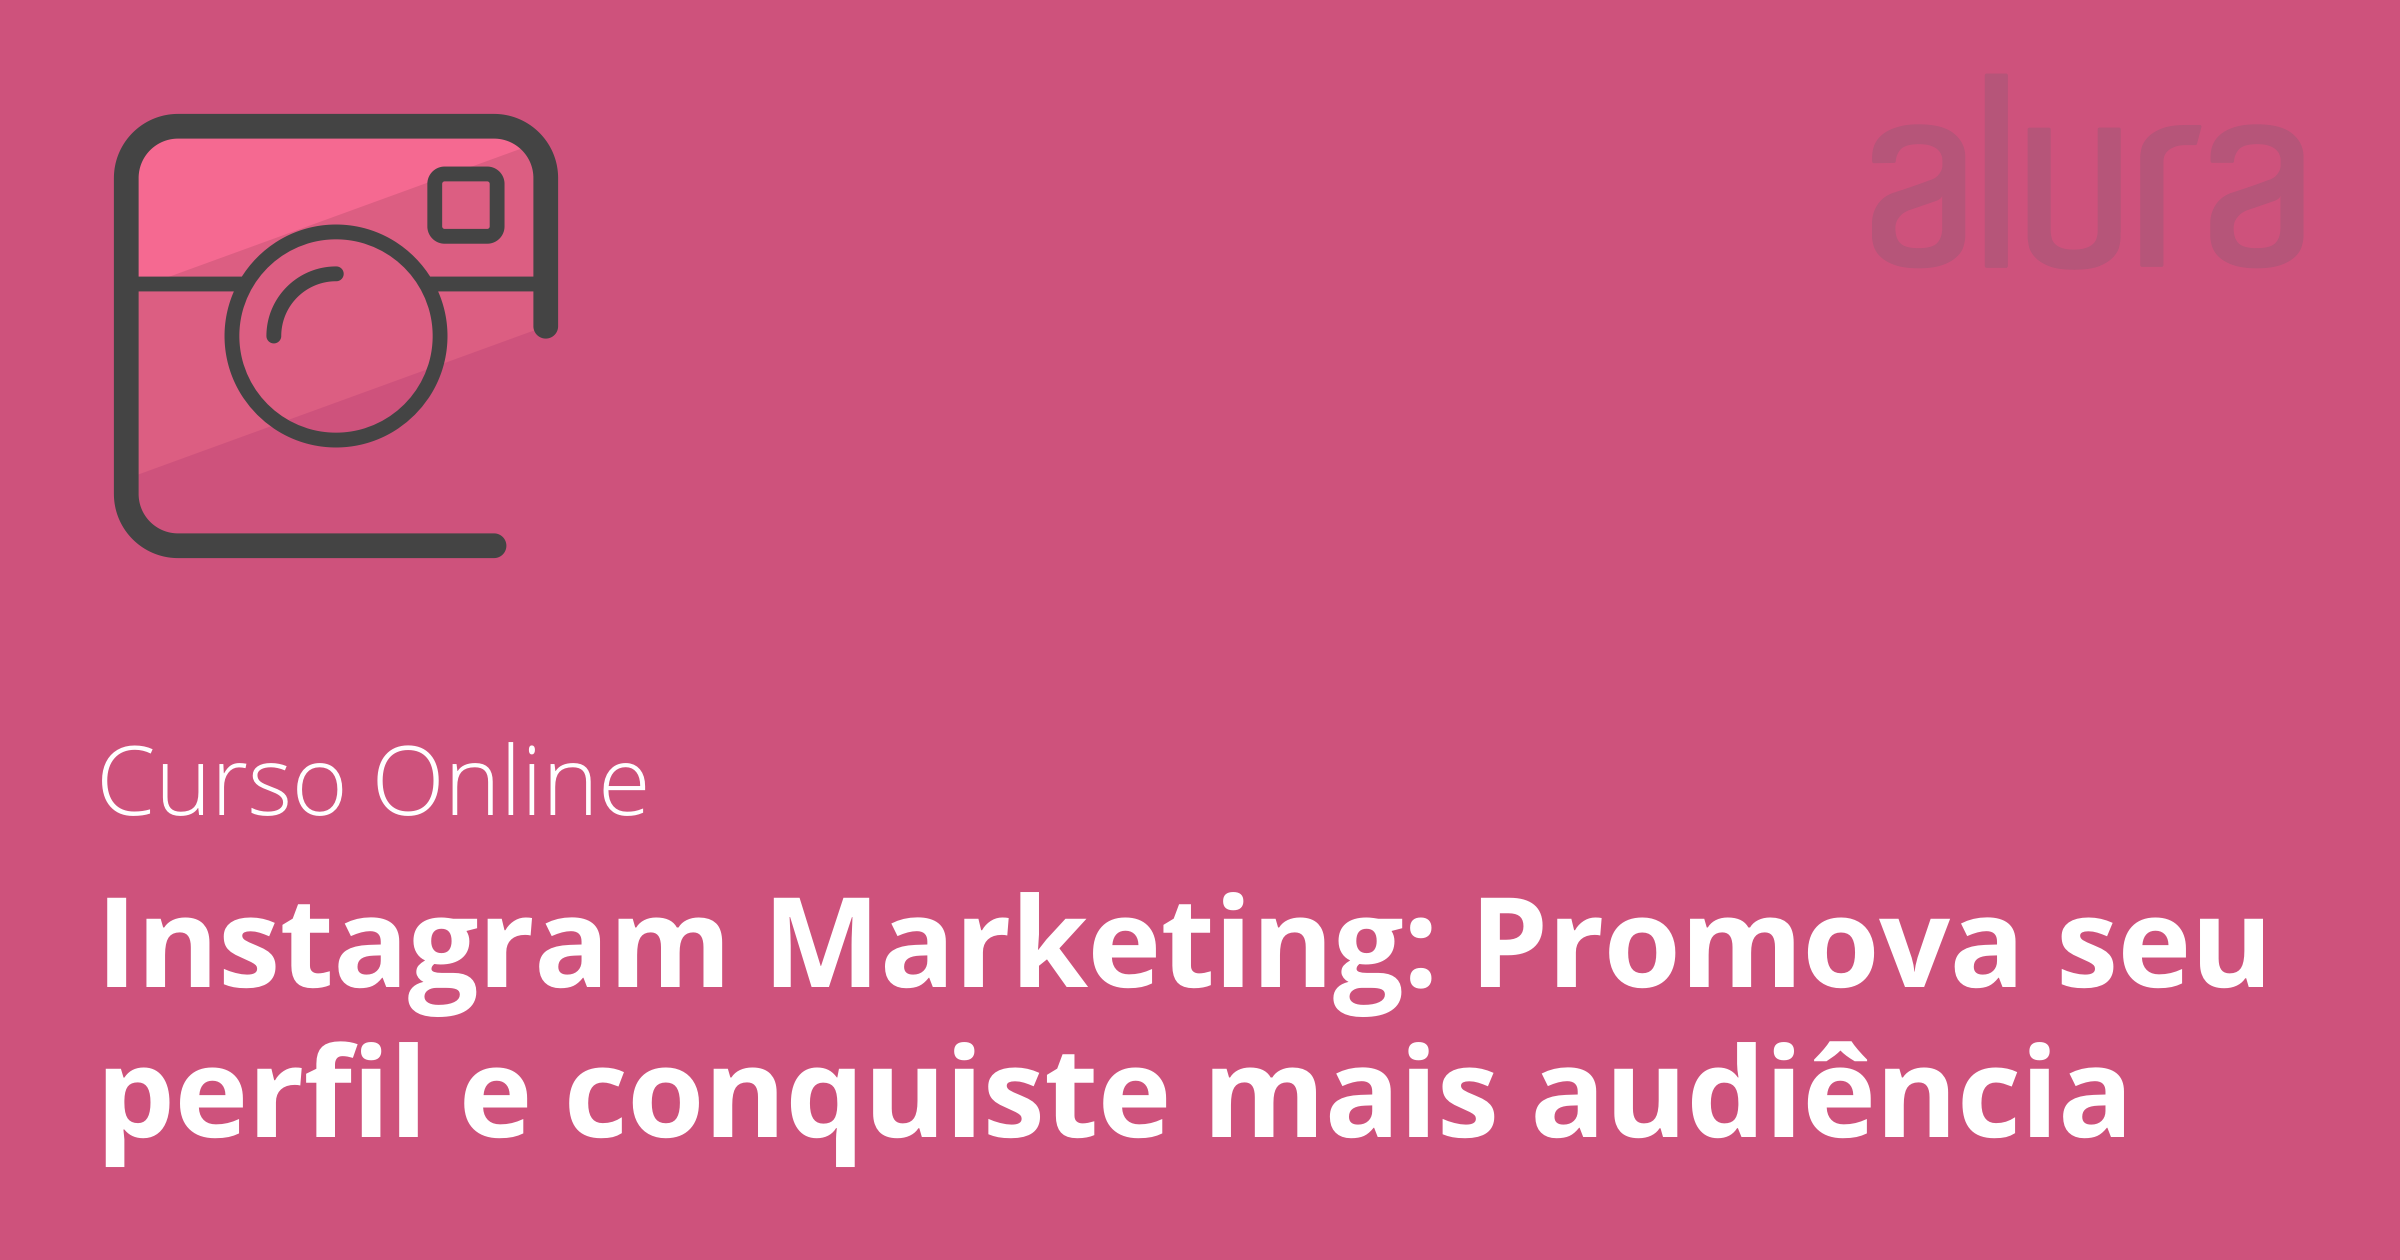 alura
Curso Online
Instagram Marketing: Promova seu
perfil e conquiste mais audiência